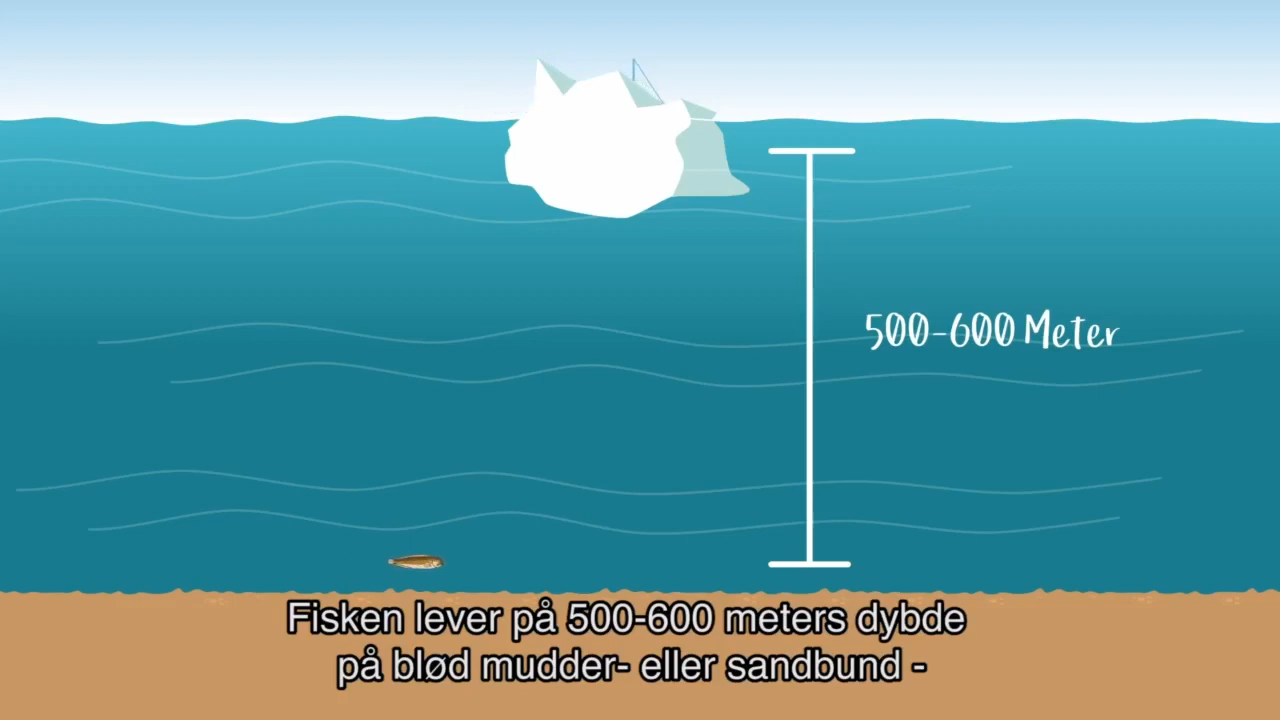 500-600 Meter
Fisken lever på 500-600 meters dybde
på blød mudder- eller sandbund -